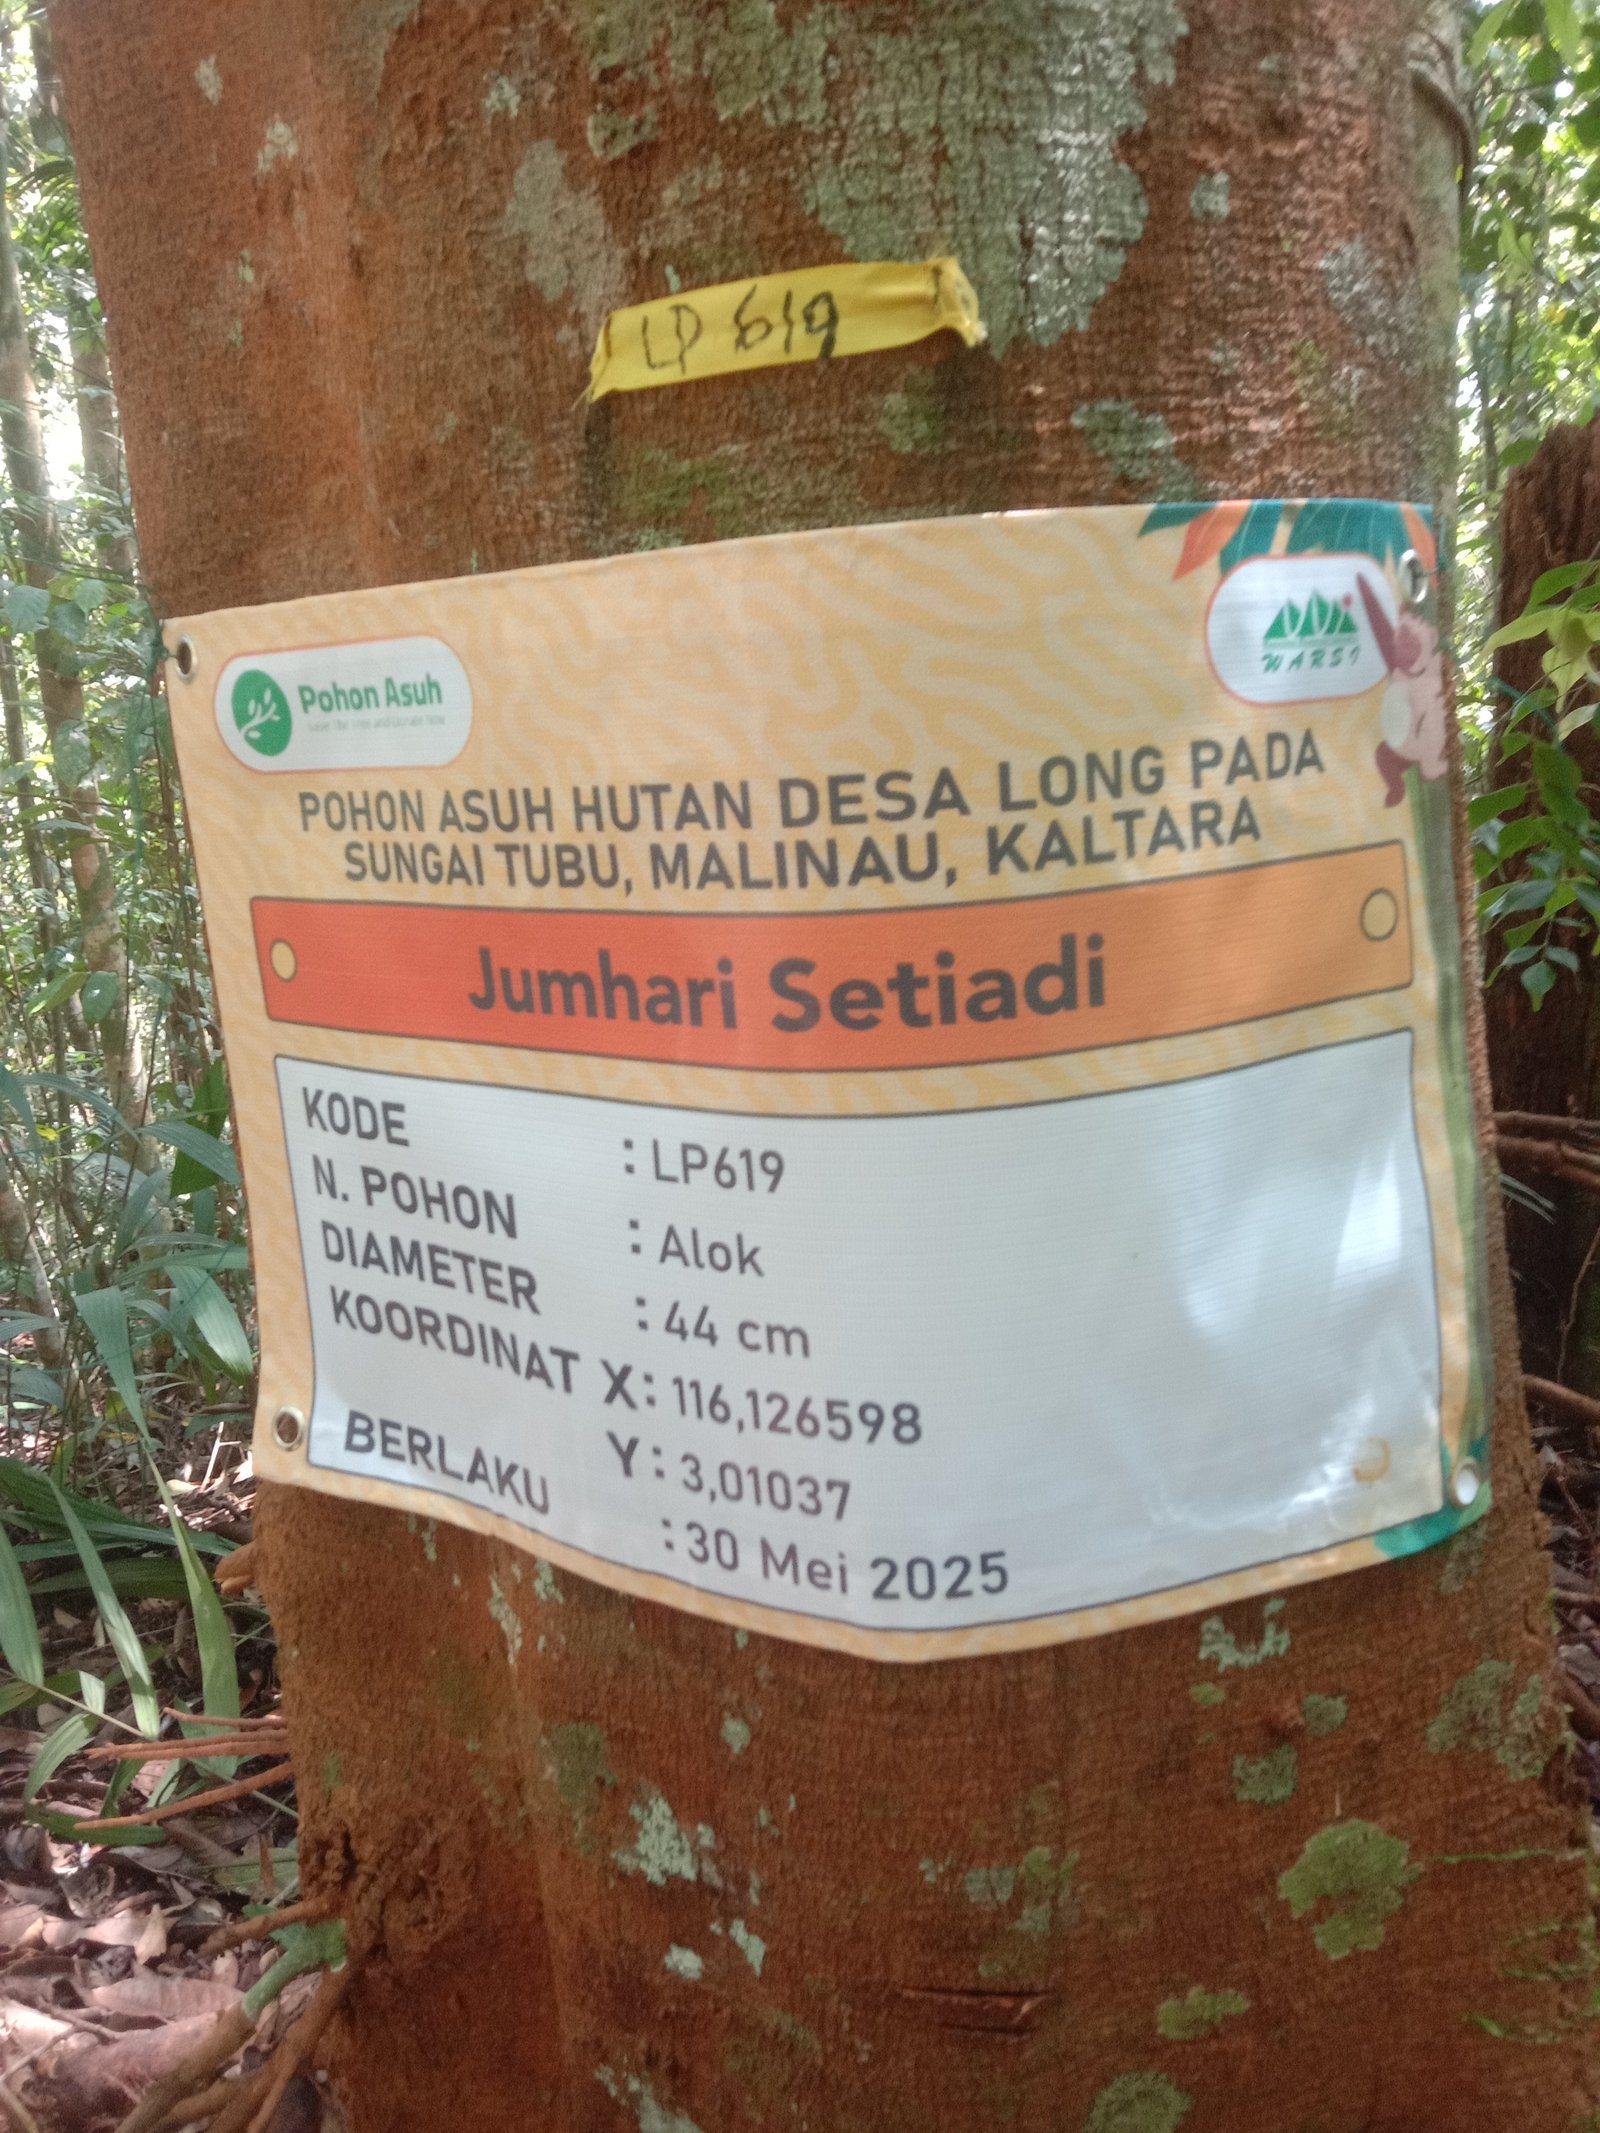 LP 619
Pohon Asuh
WARSI
POHON ASUH HUTAN DESA LONG PADA
SUNGAI TUBU, MALINAU, KALTARA
Jumhari Setiadi
KODE : LP619
N. POHON : Alok
DIAMETER : 44 cm
KOORDINAT X : 116,126598
Y : 3,01037
BERLAKU : 30 Mei 2025